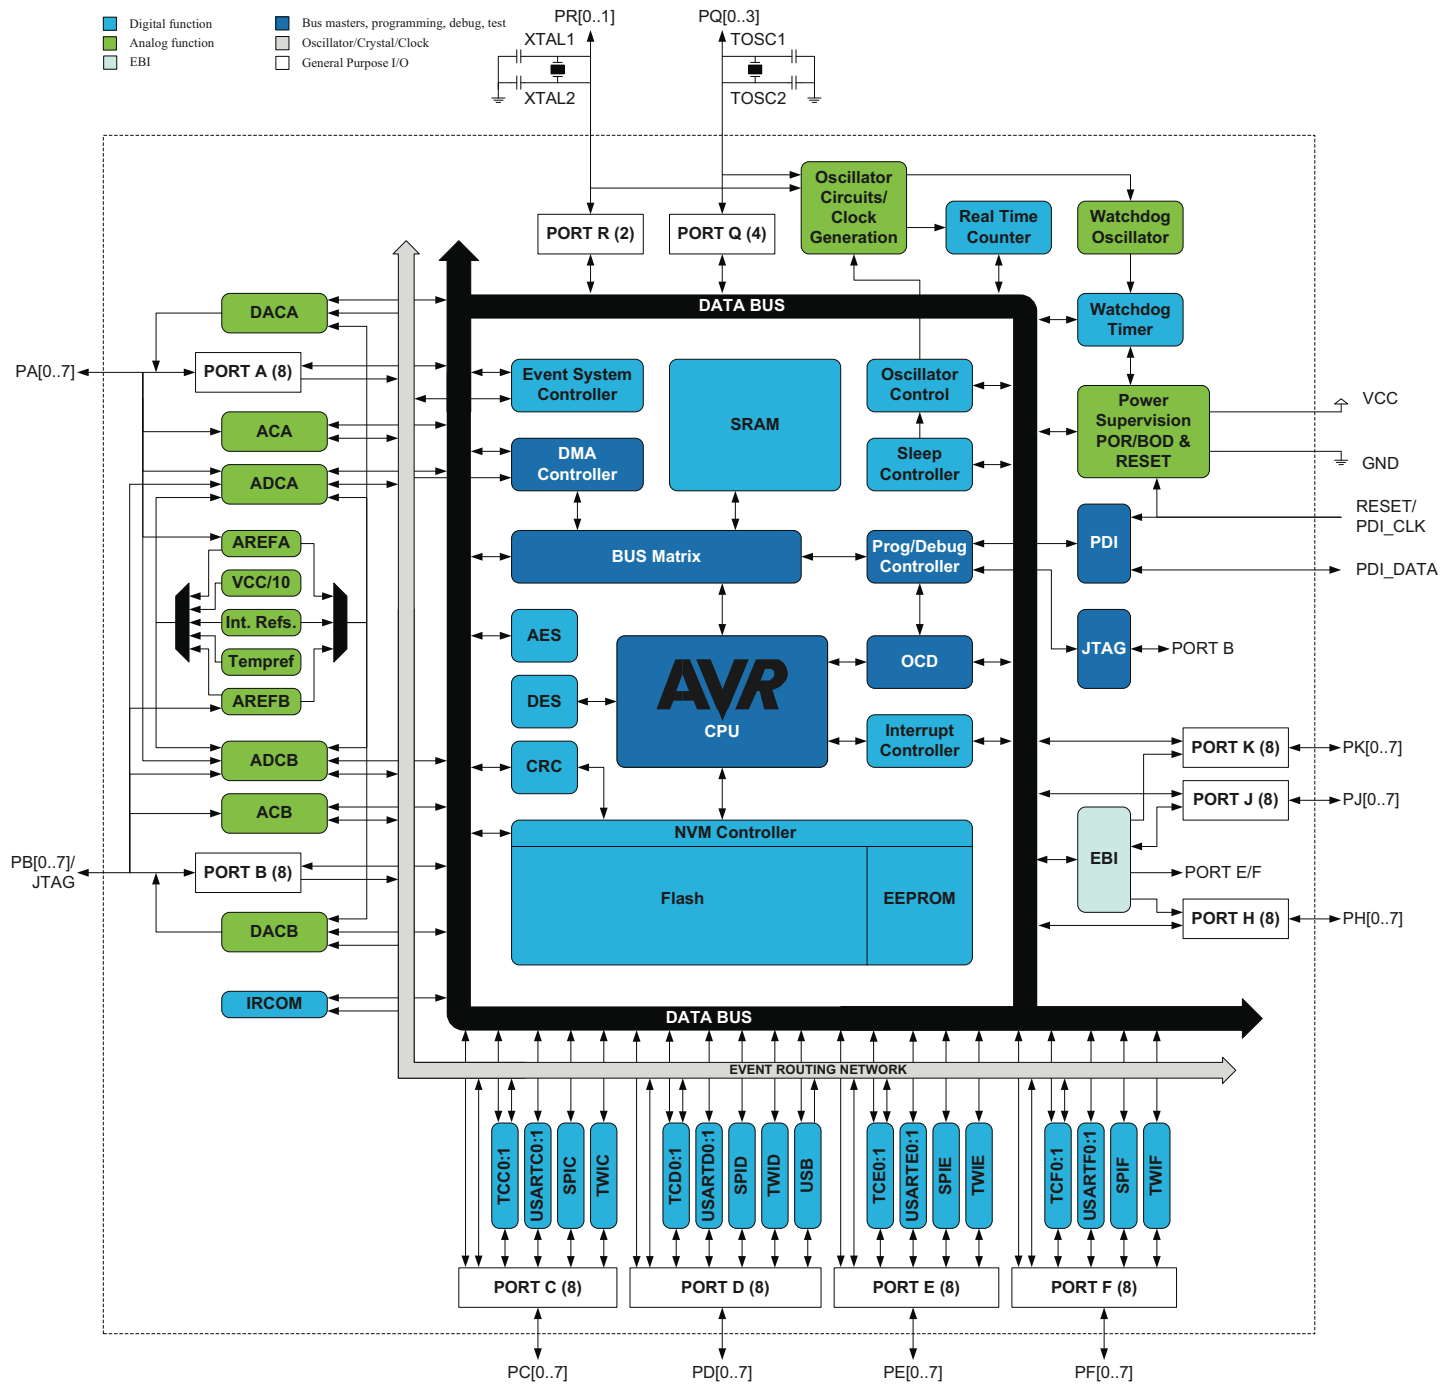 Digital function
Analog function
EBI
Bus masters, programming, debug, test
Oscillator/Crystal/Clock
General Purpose I/O
PR[0..1]
XTAL1
XTAL2
PQ[0..3]
TOSC1
TOSC2
Oscillator
Circuits/
Clock
Generation
Real Time
Counter
Watchdog
Oscillator
PORT R (2)
PORT Q (4)
DATA BUS
Watchdog
Timer
DACA
PA[0..7]
PORT A (8)
ACA
ADCA
AREFA
VCC/10
Int. Refs.
Tempref
AREFB
ADCB
ACB
PB[0..7]/
JTAG
PORT B (8)
DACB
IRCOM
Event System
Controller
SRAM
Oscillator
Control
DMA
Controller
Sleep
Controller
BUS Matrix
Prog/Debug
Controller
AES
DES
CRC
AVR
CPU
OCD
Interrupt
Controller
NVM Controller
Flash
EEPROM
Power
Supervision
POR/BOD &
RESET
VCC
GND
RESET/
PDI_CLK
PDI
PDI_DATA
JTAG
PORT B
PORT K (8)
PK[0..7]
PORT J (8)
PJ[0..7]
EBI
PORT E/F
PORT H (8)
PH[0..7]
DATA BUS
EVENT ROUTING NETWORK
TCC0:1
USARTC0:1
SPIC
TWIC
TCD0:1
USARTD0:1
SPID
TWID
USB
TCE0:1
USARTE0:1
SPIE
TWIE
TCF0:1
USARTF0:1
SPIF
TWIF
PORT C (8)
PORT D (8)
PORT E (8)
PORT F (8)
PC[0..7]
PD[0..7]
PE[0..7]
PF[0..7]